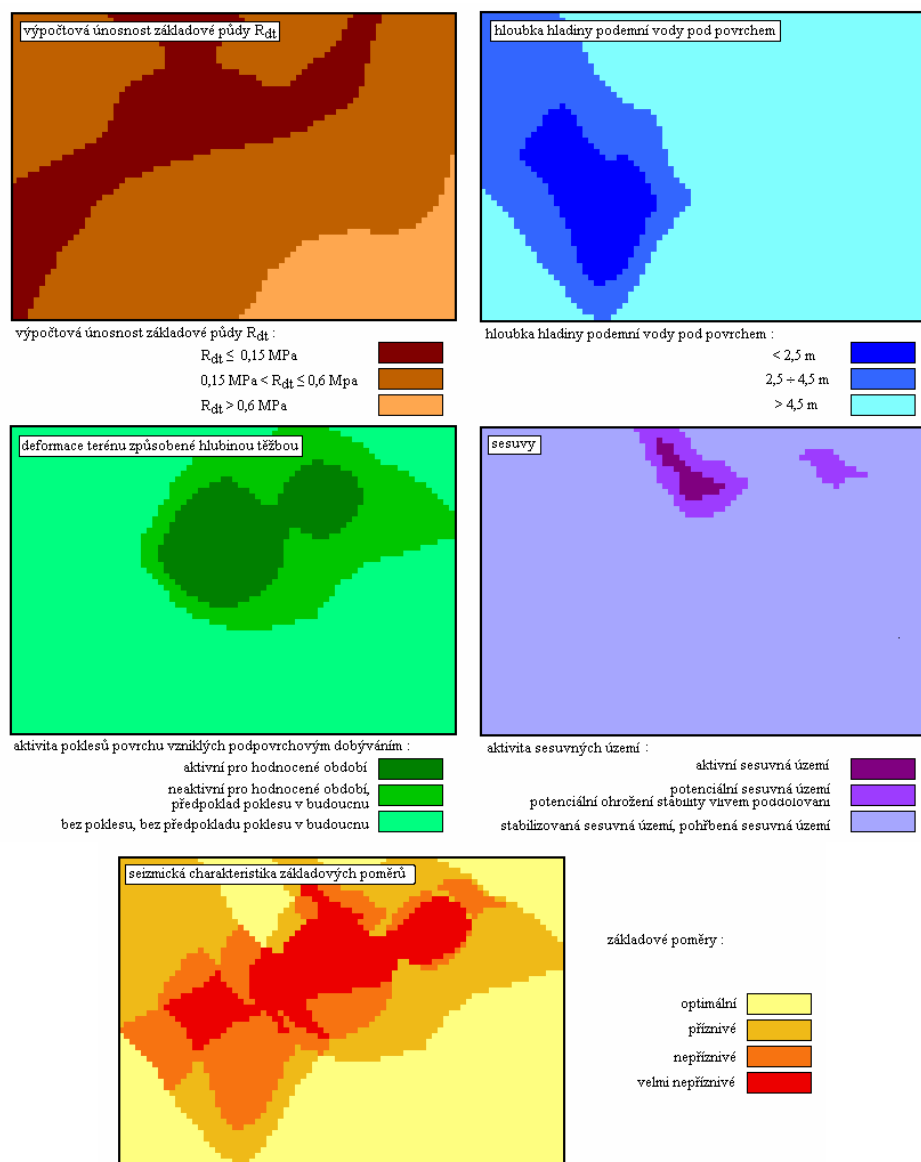 výpočtová únosnost základové půdy Rdt
hloubka hladiny podemní vody pod povrchem
výpočtová únosnost základové půdy Rdt :
Rdt ≤ 0,15 MPa
0,15 MPa < Rdt ≤ 0,6 Mpa
Rdt > 0,6 MPa
hloubka hladiny podemní vody pod povrchem :
< 2,5 m
2,5 ÷ 4,5 m
> 4,5 m
deformace terénu způsobené hlubinou těžbou
sesuvy
aktivita poklesů povrchu vzniklých podpovrchovým dobýváním :
aktivní pro hodnocené období
neaktivní pro hodnocené období,
předpoklad poklesu v budoucnu
bez poklesu, bez předpokladu poklesu v budoucnu
aktivita sesuvných území :
aktivní sesuvná území
potenciální sesuvná území
potenciální ohrožení stability vlivem poddolování
stabilizovaná sesuvná území, pohřbená sesuvná území
seizmická charakteristika základových poměrů
základové poměry :
optimální
příznivé
nepříznivé
velmi nepříznivé